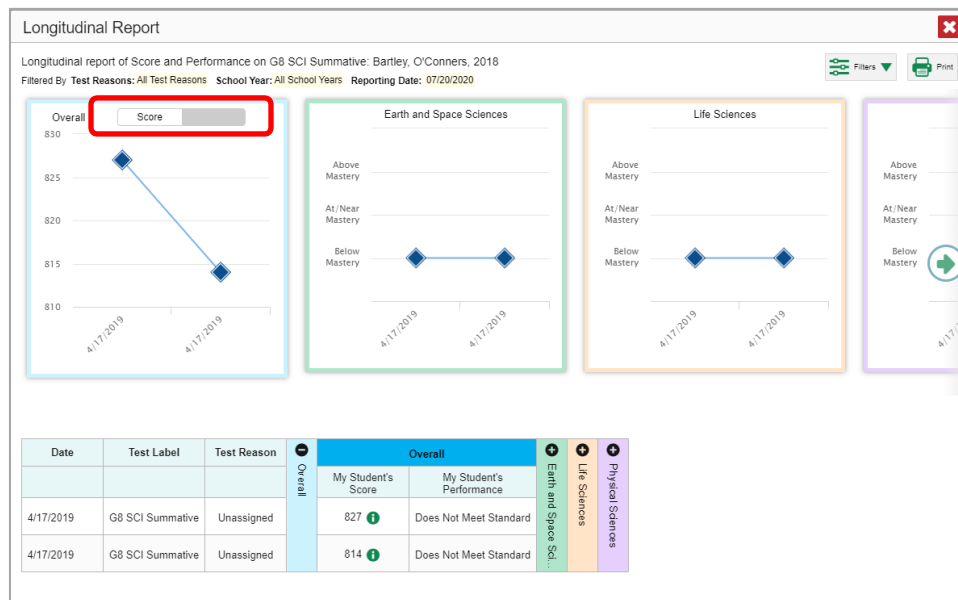 Longitudinal Report
Longitudinal report of Score and Performance on G8 SCI Summative: Bartley, O'Conners, 2018
Filtered By Test Reasons: All Test Reasons School Year: All School Years Reporting Date: 07/20/2020
Filters
Print
Overall
Score
830
825
820
815
810
4/17/2019
4/17/2019
Earth and Space Sciences
Above
Mastery
At/Near
Mastery
Below
Mastery
4/17/2019
4/17/2019
Life Sciences
Above
Mastery
At/Near
Mastery
Below
Mastery
4/17/2019
4/17/2019
Above
Mastery
At/Near
Mastery
Below
Mastery
Date Test Label Test Reason Overall Overall Earth and Space Sci... Life Sciences Physical Sciences
My Student's
Score
My Student's
Performance
4/17/2019 G8 SCI Summative Unassigned 827 Does Not Meet Standard
4/17/2019 G8 SCI Summative Unassigned 814 Does Not Meet Standard